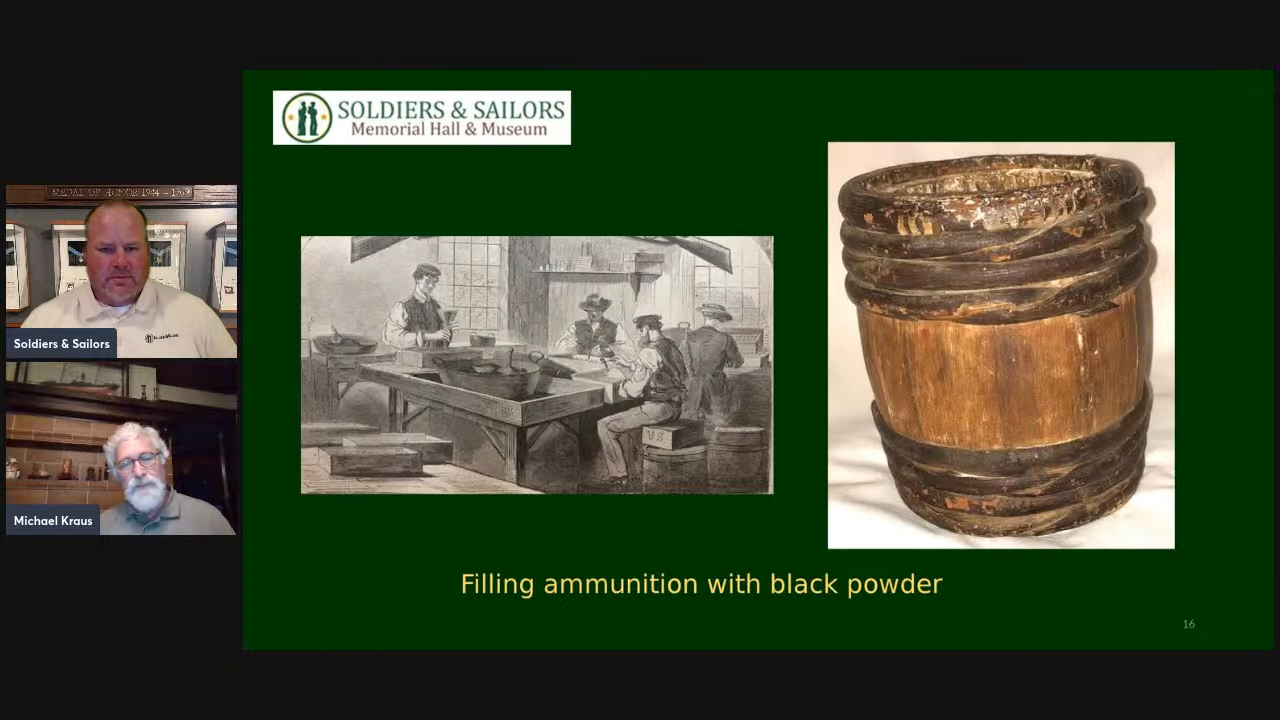 SOLDIERS & SAILORS
Memorial Hall & Museum
MEDAL OF HONOR
Soldiers & Sailors
Michael Kraus
U.S.
Filling ammunition with black powder
16